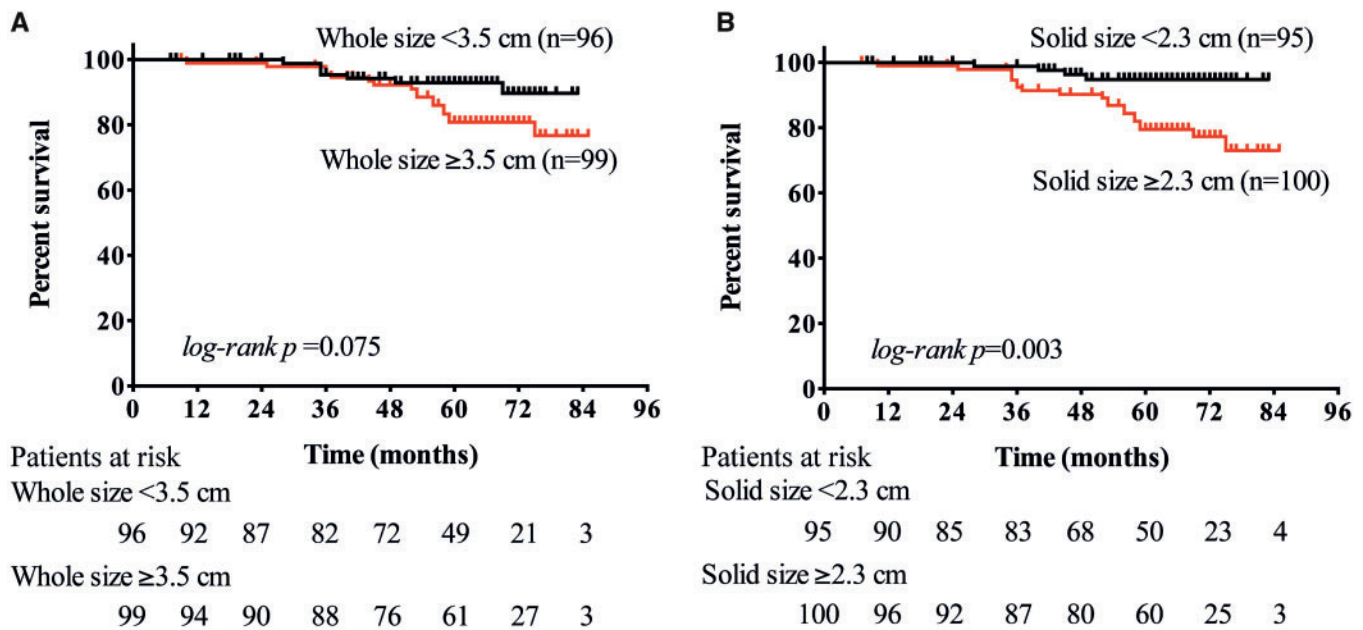 A
Whole size <3.5 cm (n=96)
100
80
60
40
20
0
Percent survival
Whole size ≥3.5 cm (n=99)
log-rank p =0.075
0 12 24 36 48 60 72 84 96
Time (months)
Patients at risk
Whole size <3.5 cm
96 92 87 82 72 49 21 3
Whole size ≥3.5 cm
99 94 90 88 76 61 27 3
B
Solid size <2.3 cm (n=95)
100
80
60
40
20
0
Percent survival
Solid size ≥2.3 cm (n=100)
log-rank p=0.003
0 12 24 36 48 60 72 84 96
Time (months)
Patients at risk
Solid size <2.3 cm
95 90 85 83 68 50 23 4
Solid size ≥2.3 cm
100 96 92 87 80 60 25 3